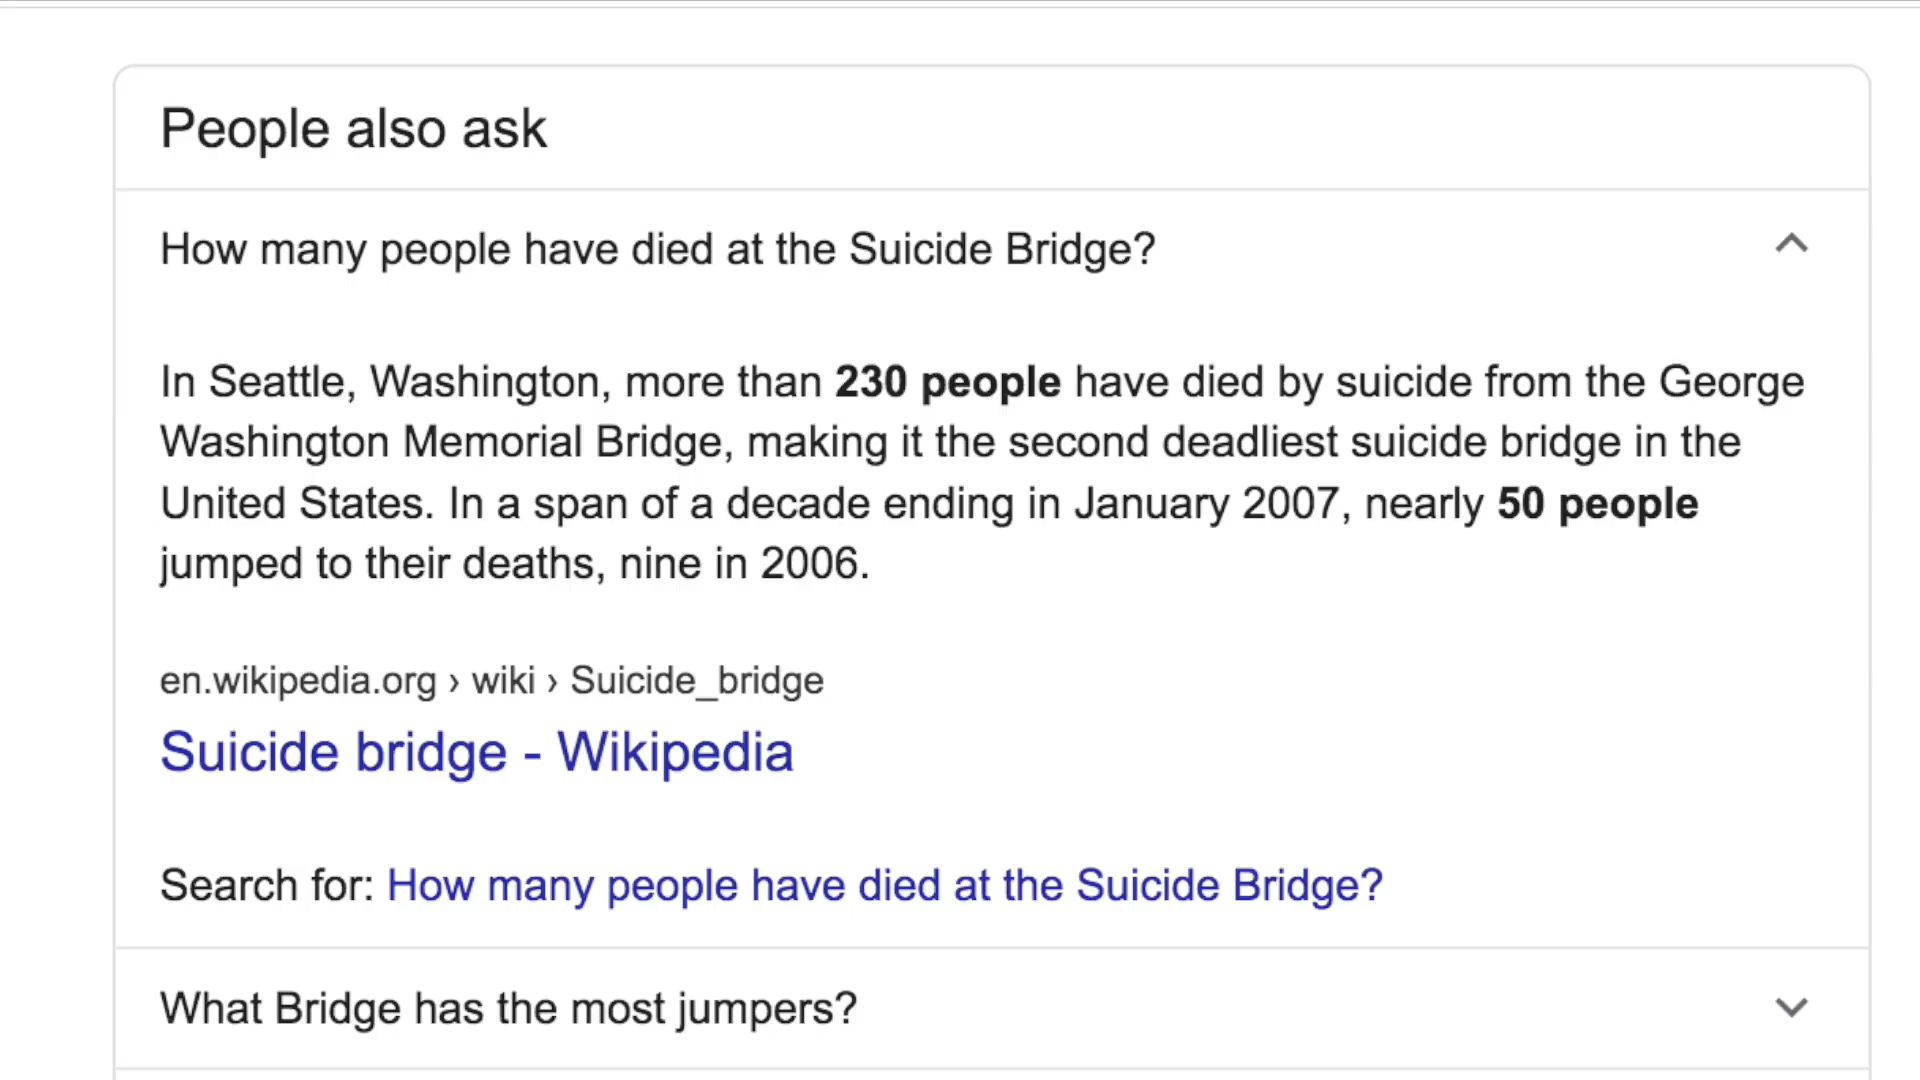 People also ask
How many people have died at the Suicide Bridge?
In Seattle, Washington, more than 230 people have died by suicide from the George
Washington Memorial Bridge, making it the second deadliest suicide bridge in the
United States. In a span of a decade ending in January 2007, nearly 50 people
jumped to their deaths, nine in 2006.
en.wikipedia.org › wiki › Suicide_bridge
Suicide bridge - Wikipedia
Search for: How many people have died at the Suicide Bridge?
What Bridge has the most jumpers?